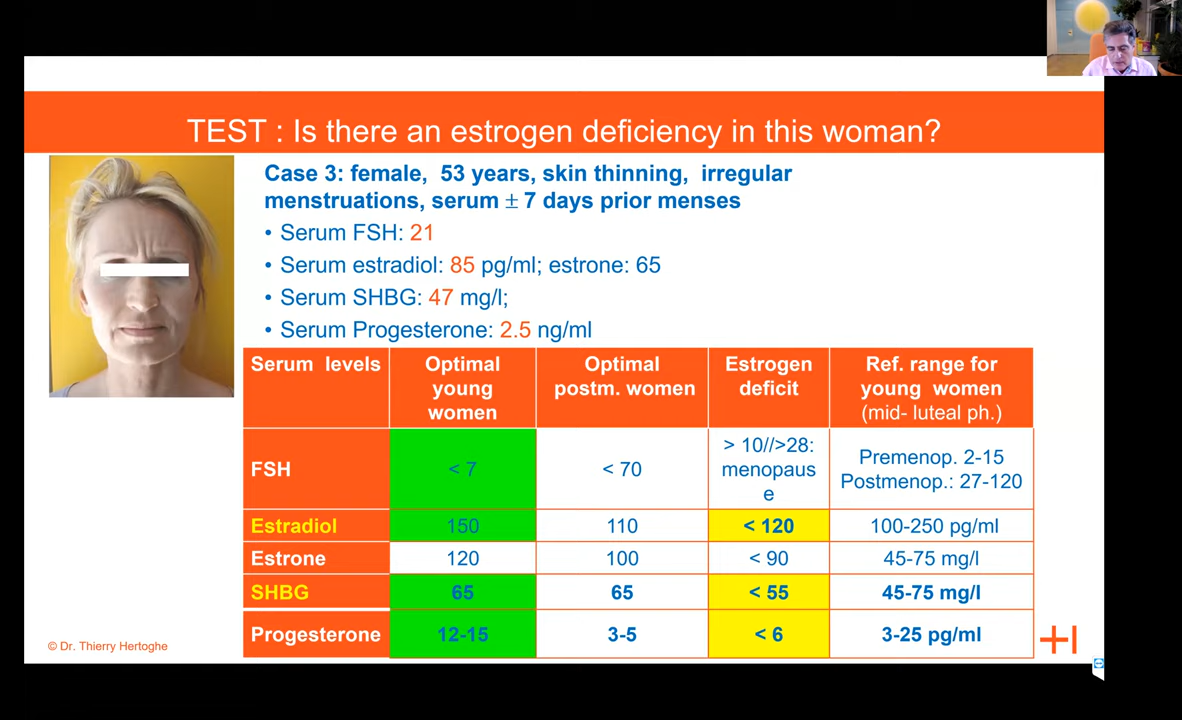 TEST : Is there an estrogen deficiency in this woman?
Case 3: female, 53 years, skin thinning, irregular
menstruations, serum ± 7 days prior menses
• Serum FSH: 21
• Serum estradiol: 85 pg/ml; estrone: 65
• Serum SHBG: 47 mg/l;
• Serum Progesterone: 2.5 ng/ml
Serum levels
Optimal
young
women
Optimal
postm. women
Estrogen
deficit
Ref. range for
young women
(mid- luteal ph.)
FSH
< 7
< 70
> 10//>28:
menopaus
e
Premenop. 2-15
Postmenop.: 27-120
Estradiol
150
110
< 120
100-250 pg/ml
Estrone
120
100
< 90
45-75 mg/l
SHBG
65
65
< 55
45-75 mg/l
Progesterone
12-15
3-5
< 6
3-25 pg/ml
© Dr. Thierry Hertoghe